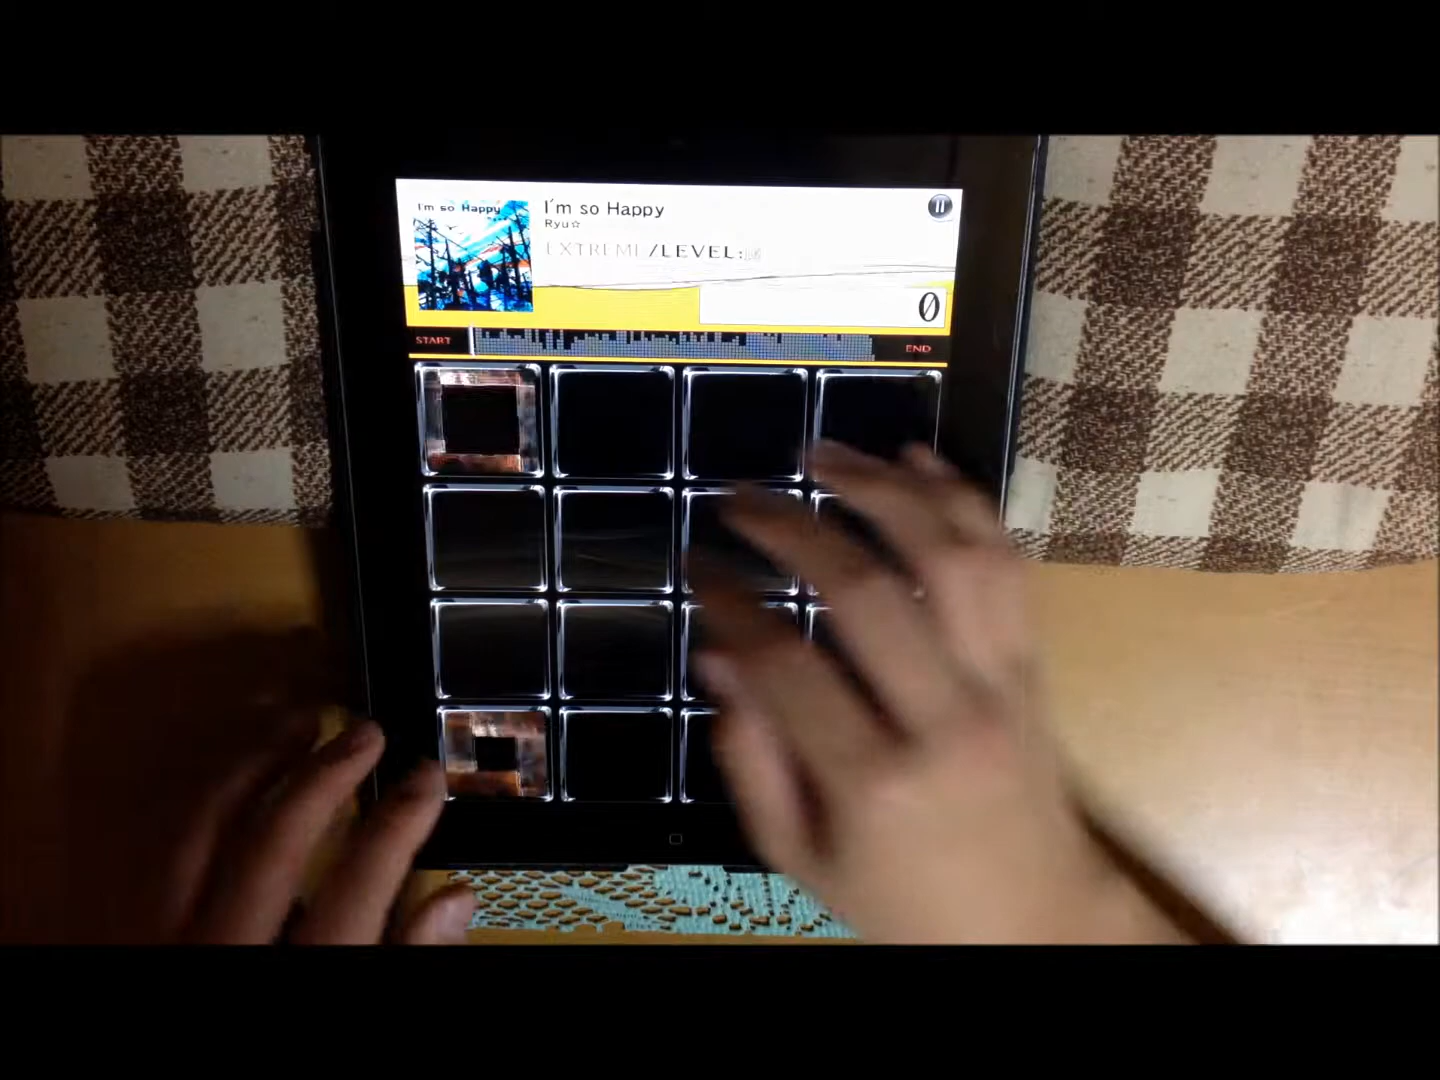 I'm so Happy
I'm so Happy
Ryu☆
EXTREME/LEVEL:
0
START
END